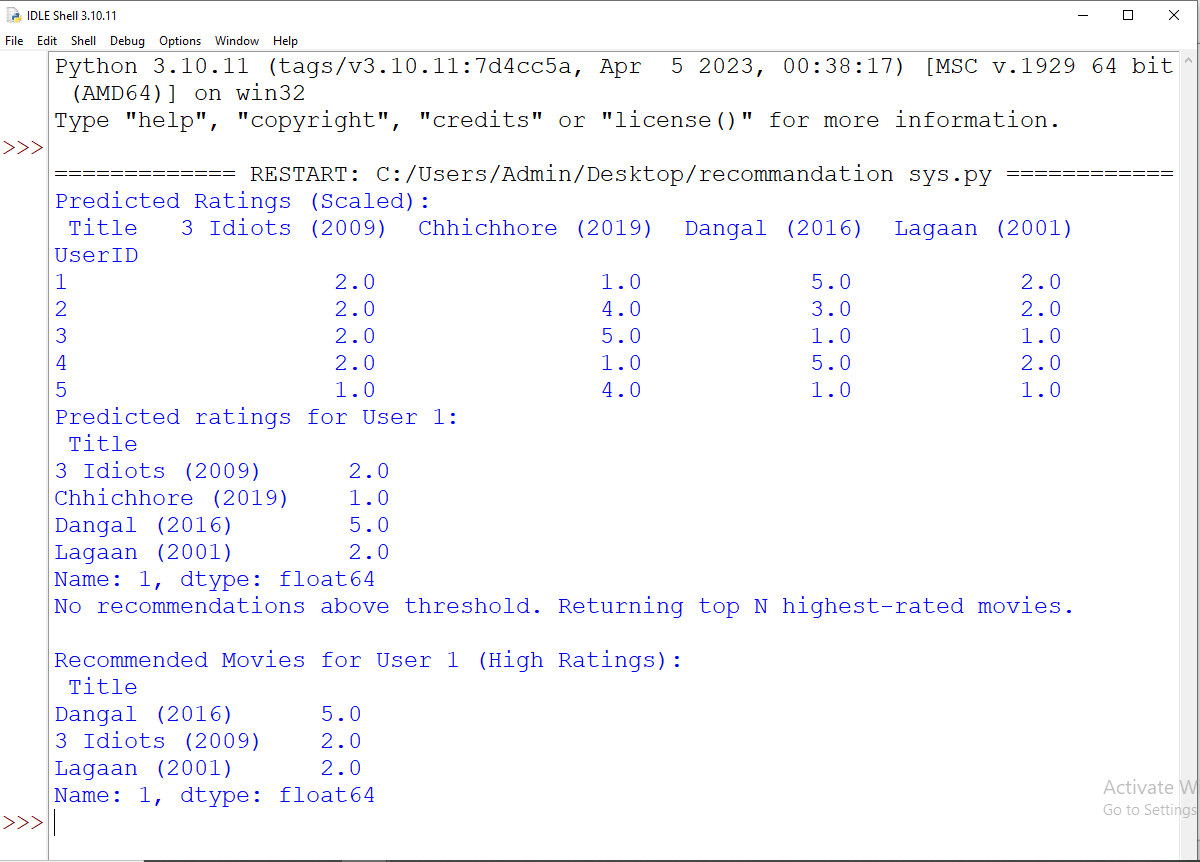 IDLE Shell 3.10.11
File Edit Shell Debug Options Window Help
Python 3.10.11 (tags/v3.10.11:7d4cc5a, Apr  5 2023, 00:38:17) [MSC v.1929 64 bit
(AMD64)] on win32
Type "help", "copyright", "credits" or "license()" for more information.
>>>
============= RESTART: C:/Users/Admin/Desktop/recommandation sys.py ============
Predicted Ratings (Scaled):
Title   3 Idiots (2009)  Chhichhore (2019)  Dangal (2016)  Lagaan (2001)
UserID
1                   2.0                1.0            5.0            2.0
2                   2.0                4.0            3.0            2.0
3                   2.0                5.0            1.0            1.0
4                   2.0                1.0            5.0            2.0
5                   1.0                4.0            1.0            1.0
Predicted ratings for User 1:
Title
3 Idiots (2009)      2.0
Chhichhore (2019)    1.0
Dangal (2016)        5.0
Lagaan (2001)        2.0
Name: 1, dtype: float64
No recommendations above threshold. Returning top N highest-rated movies.
Recommended Movies for User 1 (High Ratings):
Title
Dangal (2016)      5.0
3 Idiots (2009)    2.0
Lagaan (2001)      2.0
Name: 1, dtype: float64
>>>
Activate W
Go to Settings